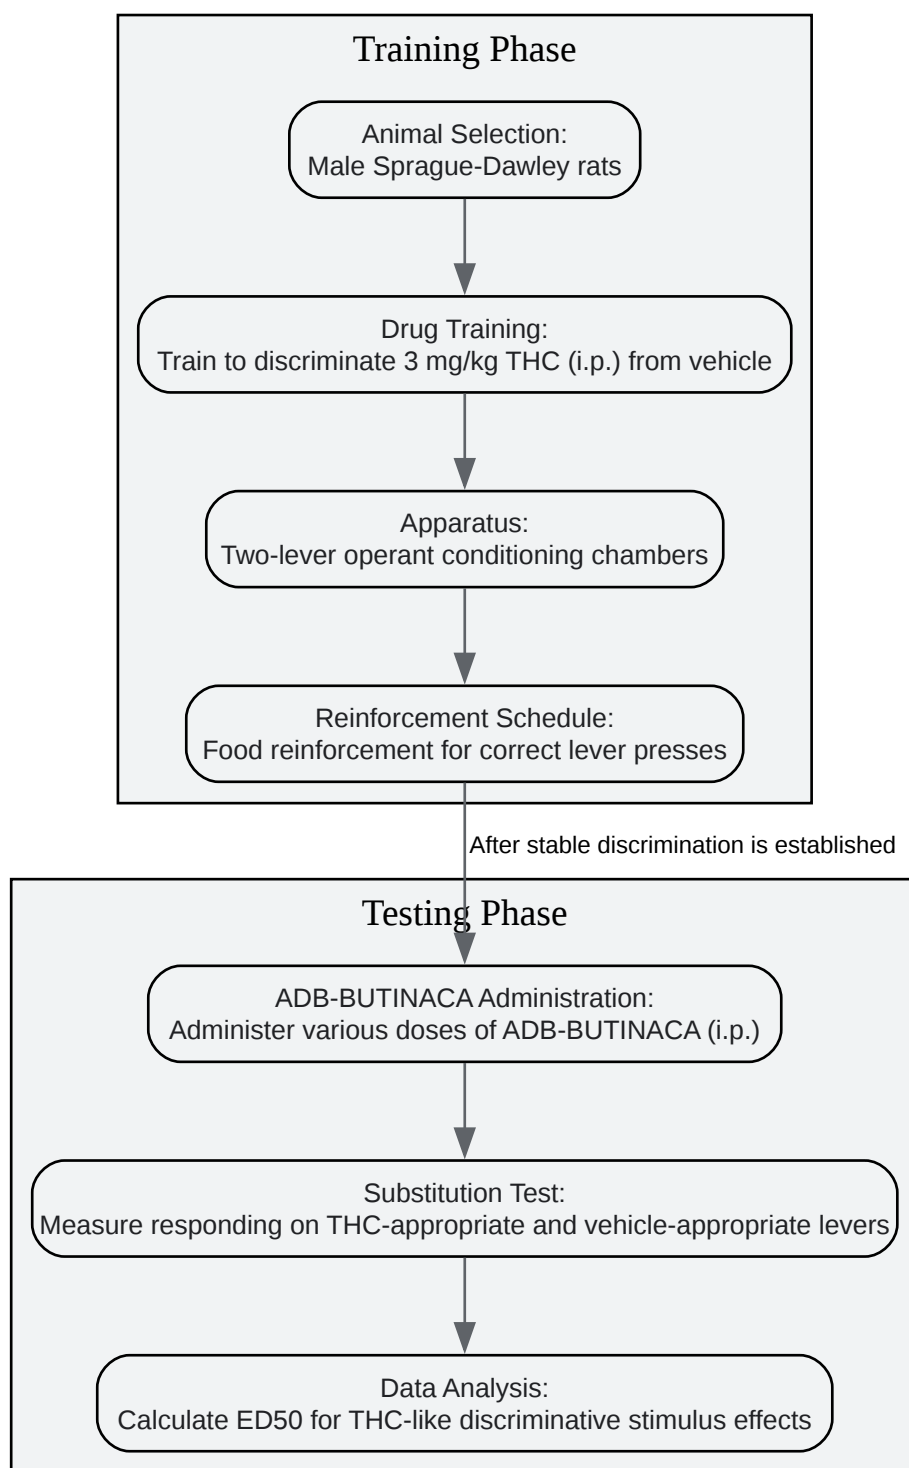 Training Phase
Animal Selection:
Male Sprague-Dawley rats
Drug Training:
Train to discriminate 3 mg/kg THC (i.p.) from vehicle
Apparatus:
Two-lever operant conditioning chambers
Reinforcement Schedule:
Food reinforcement for correct lever presses
After stable discrimination is established
Testing Phase
ADB-BUTINACA Administration:
Administer various doses of ADB-BUTINACA (i.p.)
Substitution Test:
Measure responding on THC-appropriate and vehicle-appropriate levers
Data Analysis:
Calculate ED50 for THC-like discriminative stimulus effects